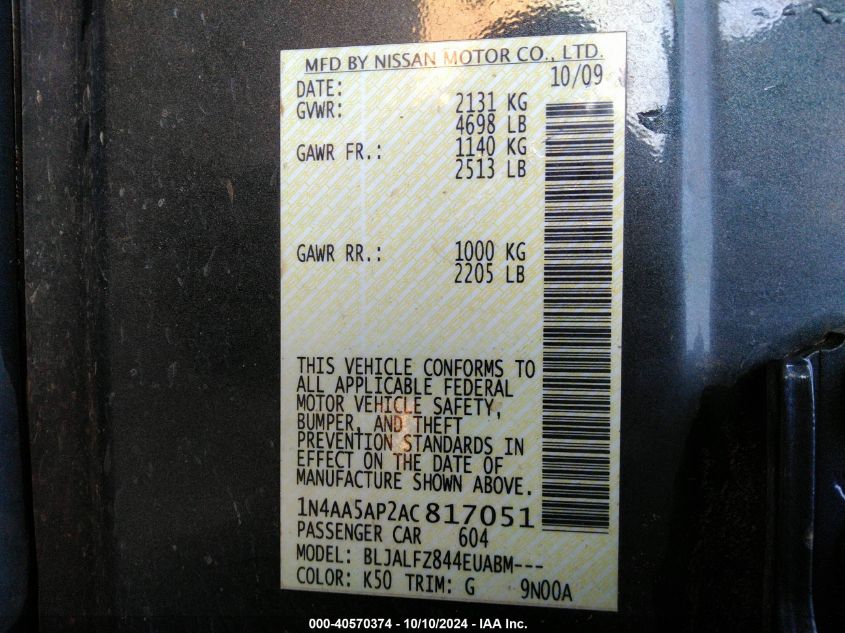 MFD BY NISSAN MOTOR CO., LTD.
DATE: 10/09
GVWR: 2131 KG
4698 LB
GAWR FR.: 1140 KG
2513 LB
GAWR RR.: 1000 KG
2205 LB
THIS VEHICLE CONFORMS TO
ALL APPLICABLE FEDERAL
MOTOR VEHICLE SAFETY,
BUMPER, AND THEFT
PREVENTION STANDARDS IN
EFFECT ON THE DATE OF
MANUFACTURE SHOWN ABOVE.
1N4AA5AP2AC817051
PASSENGER CAR 604
MODEL: BLJALFZ844EUABM---
COLOR: K50 TRIM: G 9N00A
000-40570374 - 10/10/2024 - IAA Inc.